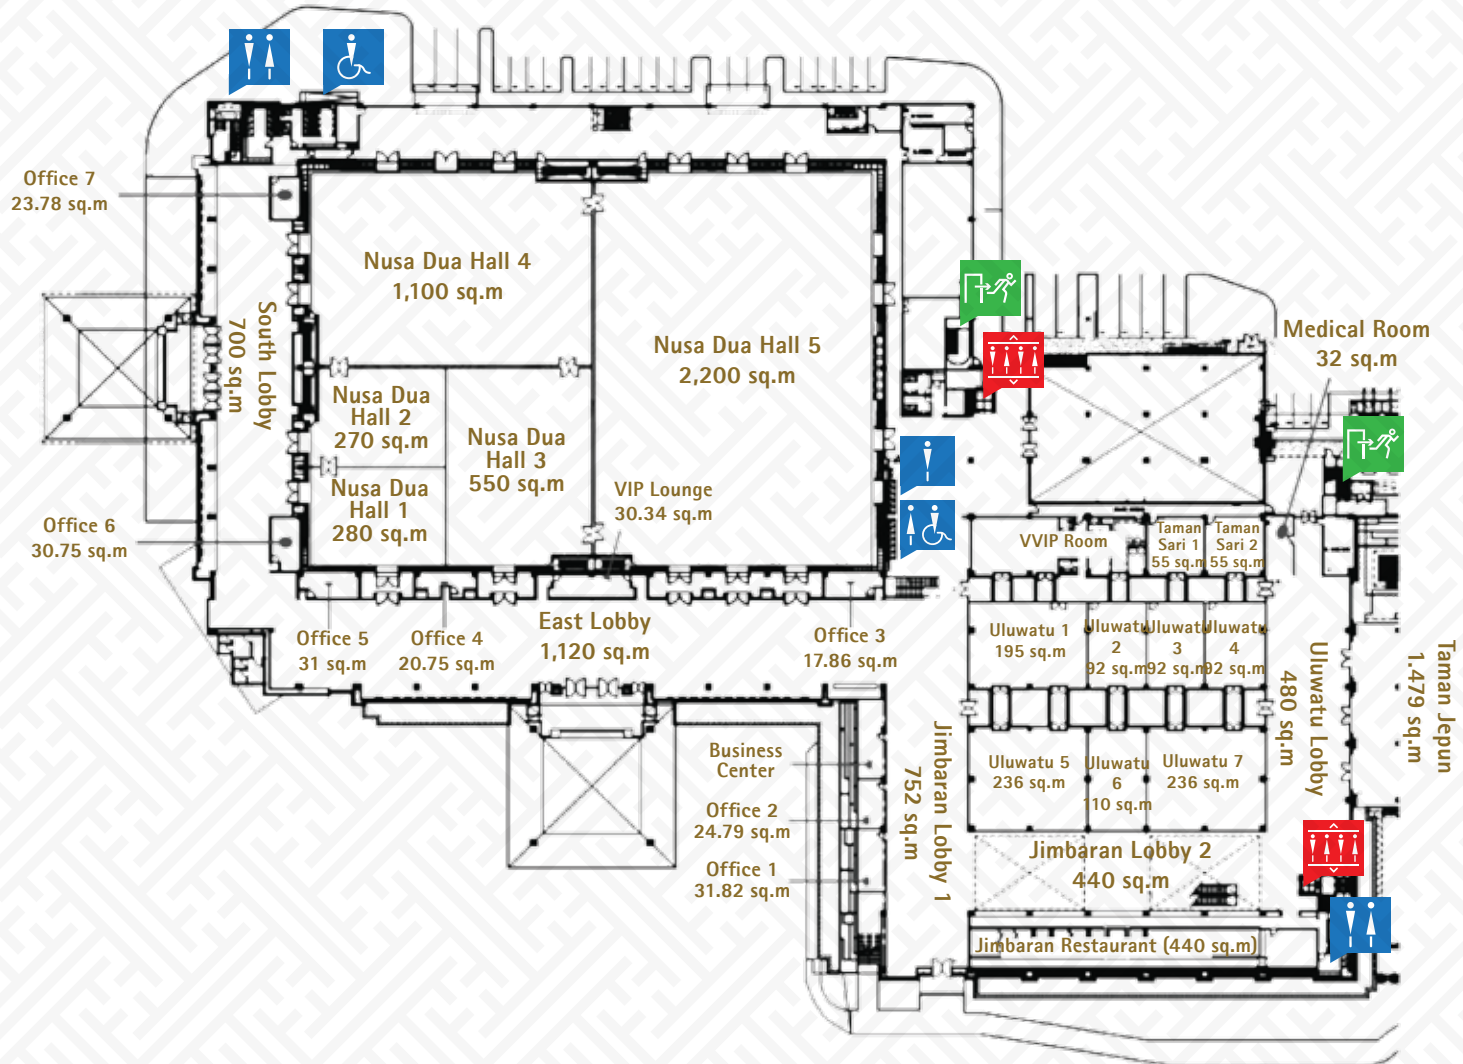 Office 7
23.78 sq.m
Nusa Dua Hall 4
1,100 sq.m
South Lobby
700 sq.m
Nusa Dua Hall 5
2,200 sq.m
Medical Room
32 sq.m
Nusa Dua
Hall 2
270 sq.m
Nusa Dua
Hall 3
550 sq.m
Nusa Dua
Hall 1
280 sq.m
VIP Lounge
30.34 sq.m
Office 6
30.75 sq.m
VVIP Room
Taman
Sari 1
55 sq.m
Taman
Sari 2
55 sq.m
Office 5
31 sq.m
Office 4
20.75 sq.m
East Lobby
1,120 sq.m
Office 3
17.86 sq.m
Uluwatu 1
195 sq.m
Uluwatu
2
92 sq.m
Uluwatu
3
92 sq.m
Uluwatu
4
92 sq.m
Uluwatu Lobby
480 sq.m
Taman Jepun
1.479 sq.m
Business
Center
Office 2
24.79 sq.m
Office 1
31.82 sq.m
Jimbaran Lobby 1
752 sq.m
Uluwatu 5
236 sq.m
Uluwatu
6
110 sq.m
Uluwatu 7
236 sq.m
Jimbaran Lobby 2
440 sq.m
Jimbaran Restaurant (440 sq.m)